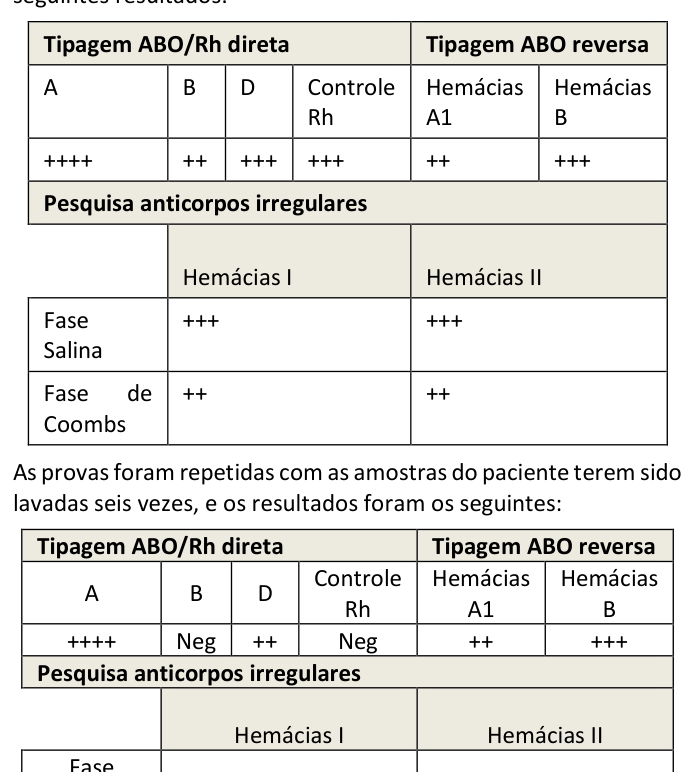 seguintes resultados:
Tipagem ABO/Rh direta Tipagem ABO reversa
A B D Controle Rh Hemácias A1 Hemácias B
++++ ++ +++ +++ ++ +++
Pesquisa anticorpos irregulares
Hemácias I Hemácias II
Fase Salina +++ +++
Fase de Coombs ++ ++
As provas foram repetidas com as amostras do paciente terem sido
lavadas seis vezes, e os resultados foram os seguintes:
Tipagem ABO/Rh direta Tipagem ABO reversa
A B D Controle Rh Hemácias A1 Hemácias B
++++ Neg ++ Neg ++ +++
Pesquisa anticorpos irregulares
Hemácias I Hemácias II
Fase